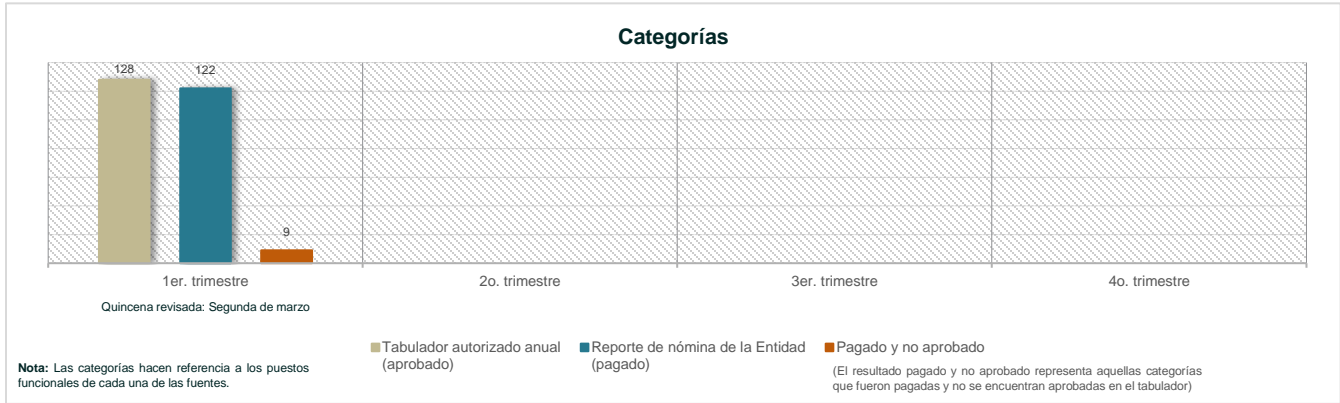 Categorías
128
122
9
1er. trimestre
2o. trimestre
3er. trimestre
4o. trimestre
Quincena revisada: Segunda de marzo
Tabulador autorizado anual
(aprobado)
Reporte de nómina de la Entidad
(pagado)
Pagado y no aprobado
(El resultado pagado y no aprobado representa aquellas categorías
que fueron pagadas y no se encuentran aprobadas en el tabulador)
Nota: Las categorías hacen referencia a los puestos
funcionales de cada una de las fuentes.